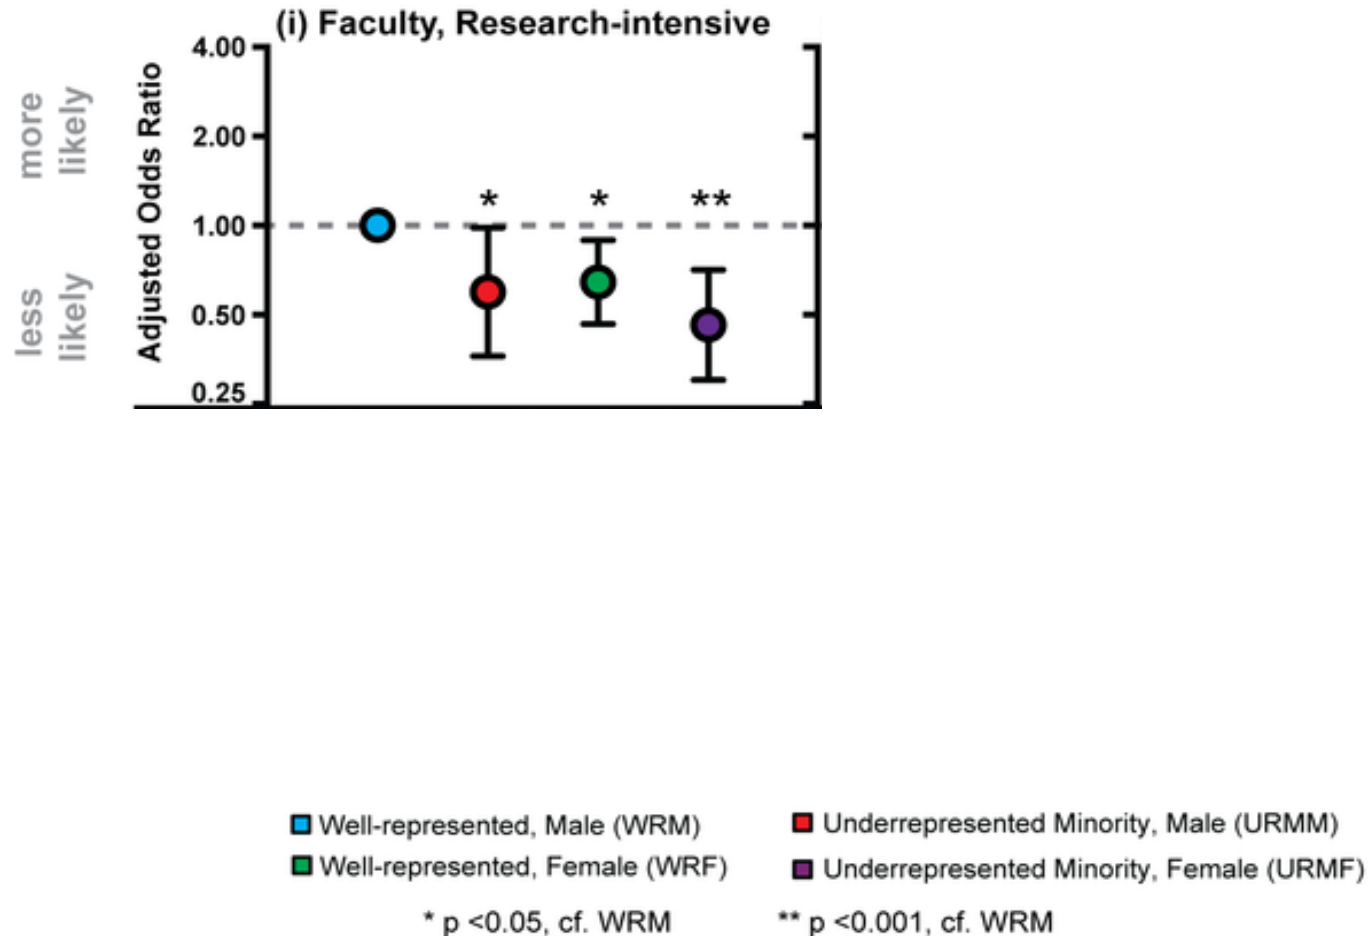 (i) Faculty, Research-intensive
more
likely
less
likely
Adjusted Odds Ratio
4.00
2.00
1.00
0.50
0.25
* * **
Well-represented, Male (WRM) Underrepresented Minority, Male (URMM)
Well-represented, Female (WRF) Underrepresented Minority, Female (URMF)
* p <0.05, cf. WRM ** p <0.001, cf. WRM